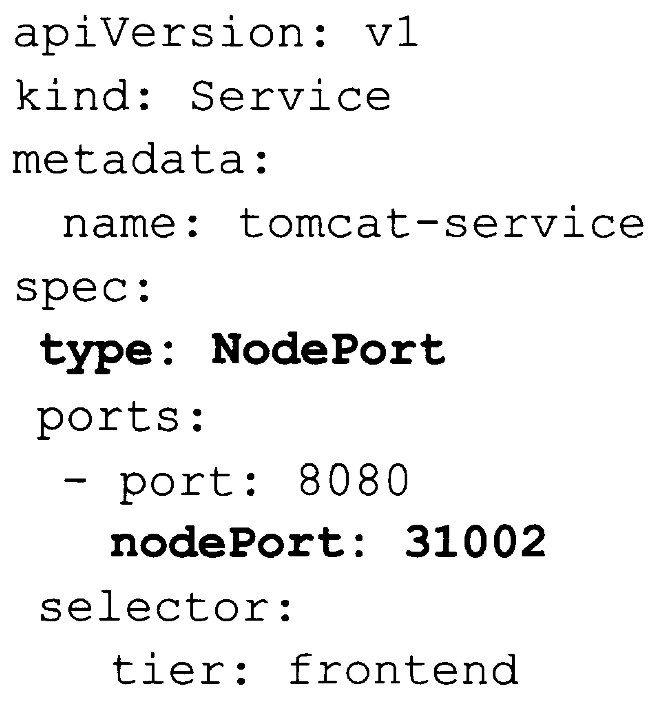 apiVersion: v1
kind: Service
metadata:
  name: tomcat-service
spec:
 type: NodePort
 ports:
  - port: 8080
    nodePort: 31002
 selector:
    tier: frontend